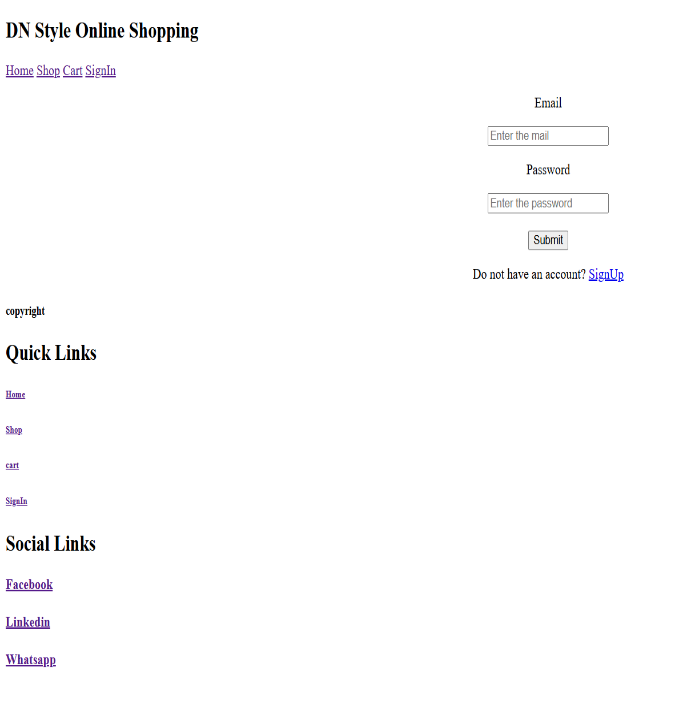 DN Style Online Shopping
Home Shop Cart SignIn
Email
Enter the mail
Password
Enter the password
Submit
Do not have an account? SignUp
copyright
Quick Links
Home
Shop
cart
SignIn
Social Links
Facebook
Linkedin
Whatsapp